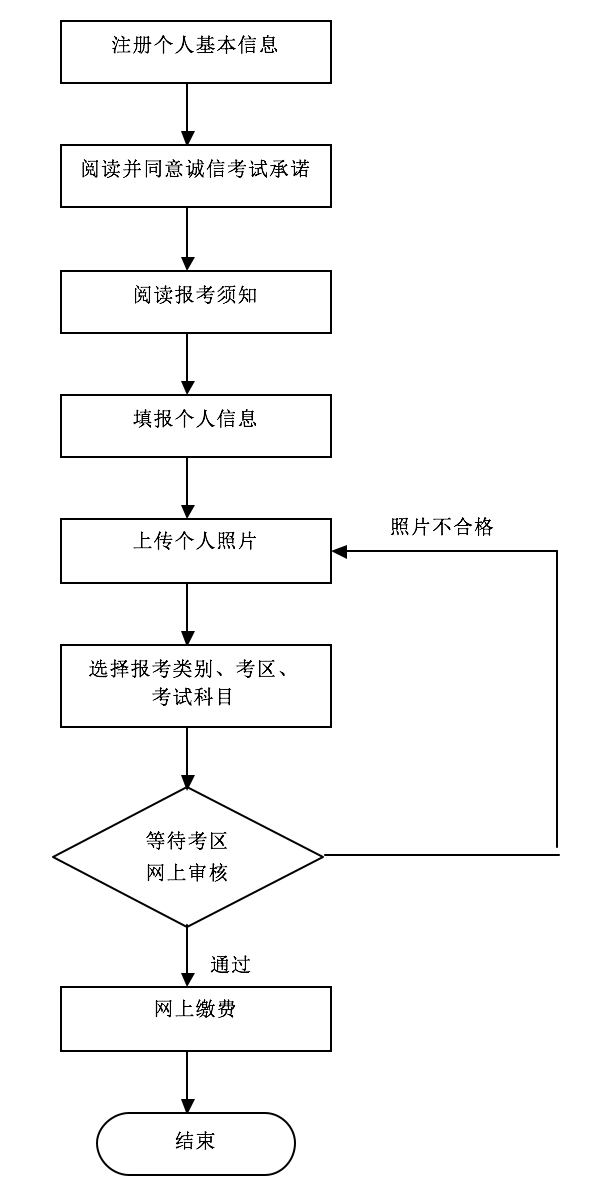 注册个人基本信息
阅读并同意诚信考试承诺
阅读报考须知
填报个人信息
上传个人照片
照片不合格
选择报考类别、考区、
考试科目
等待考区
网上审核
通过
网上缴费
结束